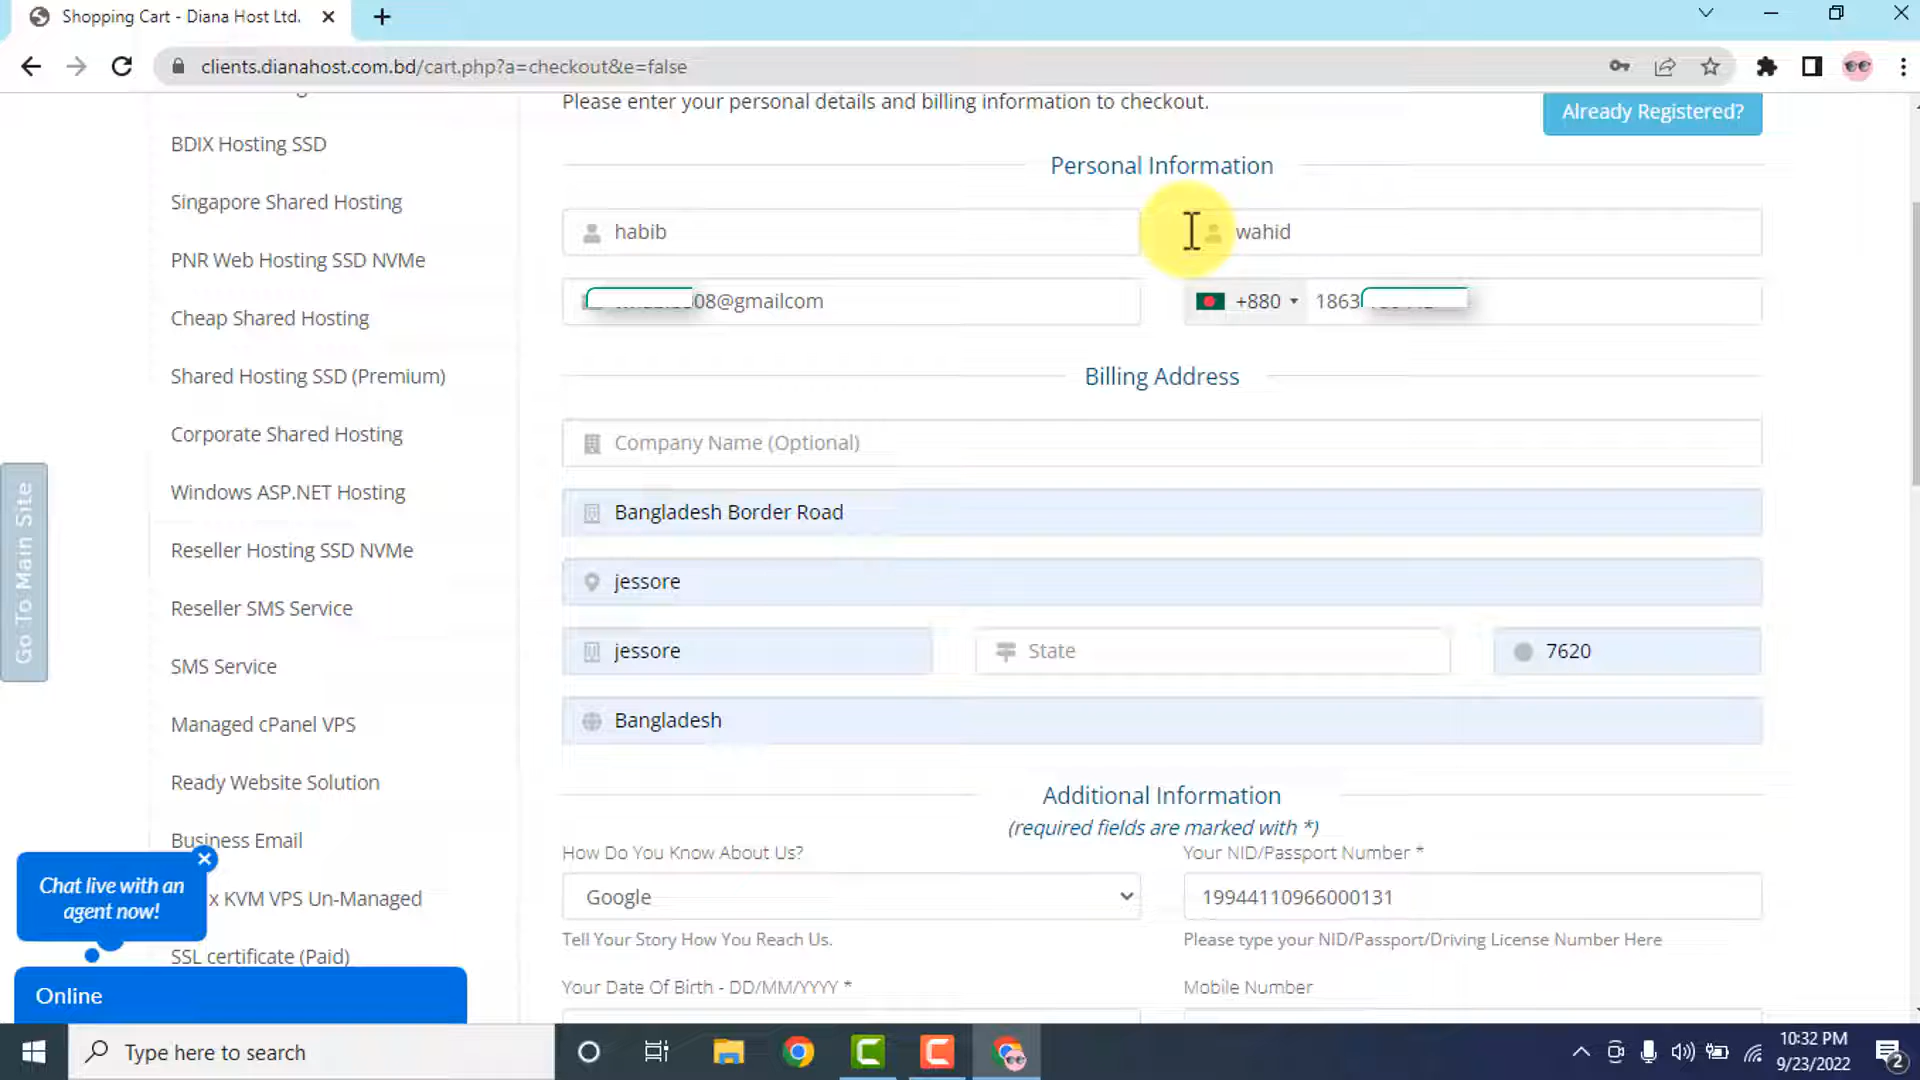 Shopping Cart - Diana Host Ltd.
clients.dianahost.com.bd/cart.php?a=checkout&e=false
Please enter your personal details and billing information to checkout.
Already Registered?
BDIX Hosting SSD
Singapore Shared Hosting
PNR Web Hosting SSD NVMe
Cheap Shared Hosting
Shared Hosting SSD (Premium)
Corporate Shared Hosting
Windows ASP.NET Hosting
Reseller Hosting SSD NVMe
Reseller SMS Service
SMS Service
Managed cPanel VPS
Ready Website Solution
Business Email
x KVM VPS Un-Managed
SSL certificate (Paid)
Go To Main Site
Chat live with an
agent now!
Online
Personal Information
habib
wahid
08@gmailcom
+880
1863
Billing Address
Company Name (Optional)
Bangladesh Border Road
jessore
jessore
State
7620
Bangladesh
Additional Information
(required fields are marked with *)
How Do You Know About Us?
Your NID/Passport Number *
Google
19944110966000131
Tell Your Story How You Reach Us.
Please type your NID/Passport/Driving License Number Here
Your Date Of Birth - DD/MM/YYYY *
Mobile Number
Type here to search
10:32 PM
9/23/2022
2